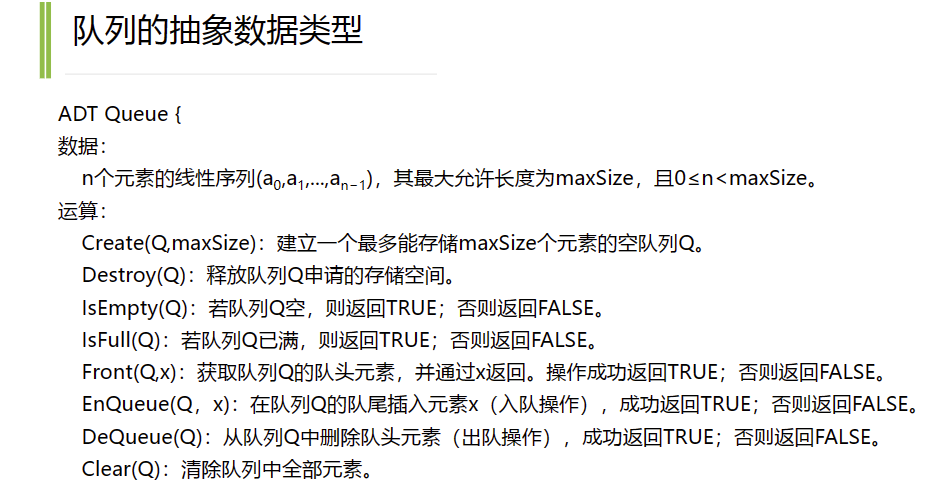 队列的抽象数据类型
ADT Queue {
数据：
n个元素的线性序列(a₀,a₁,...,aₙ₋₁)，其最大允许长度为maxSize，且0≤n<maxSize。
运算：
Create(Q,maxSize)：建立一个最多能存储maxSize个元素的空队列Q。
Destroy(Q)：释放队列Q申请的存储空间。
IsEmpty(Q)：若队列Q空，则返回TRUE；否则返回FALSE。
IsFull(Q)：若队列Q已满，则返回TRUE；否则返回FALSE。
Front(Q,x)：获取队列Q的队头元素，并通过x返回。操作成功返回TRUE；否则返回FALSE。
EnQueue(Q，x)：在队列Q的队尾插入元素x（入队操作），成功返回TRUE；否则返回FALSE。
DeQueue(Q)：从队列Q中删除队头元素（出队操作），成功返回TRUE；否则返回FALSE。
Clear(Q)：清除队列中全部元素。